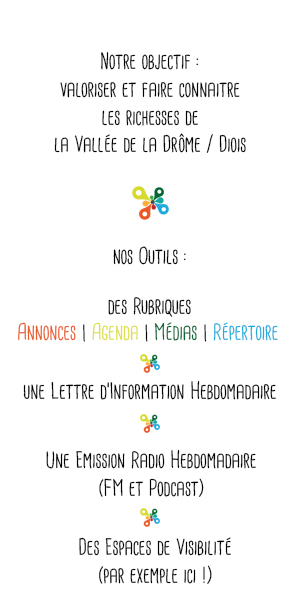 Notre objectif :
valoriser et faire connaitre
les richesses de
la Vallée de la Drôme / Diois
nos Outils :
des Rubriques
Annonces | Agenda | Médias | Répertoire
une Lettre d'Information Hebdomadaire
Une Emission Radio Hebdomadaire
(FM et Podcast)
Des Espaces de Visibilité
(par exemple ici !)